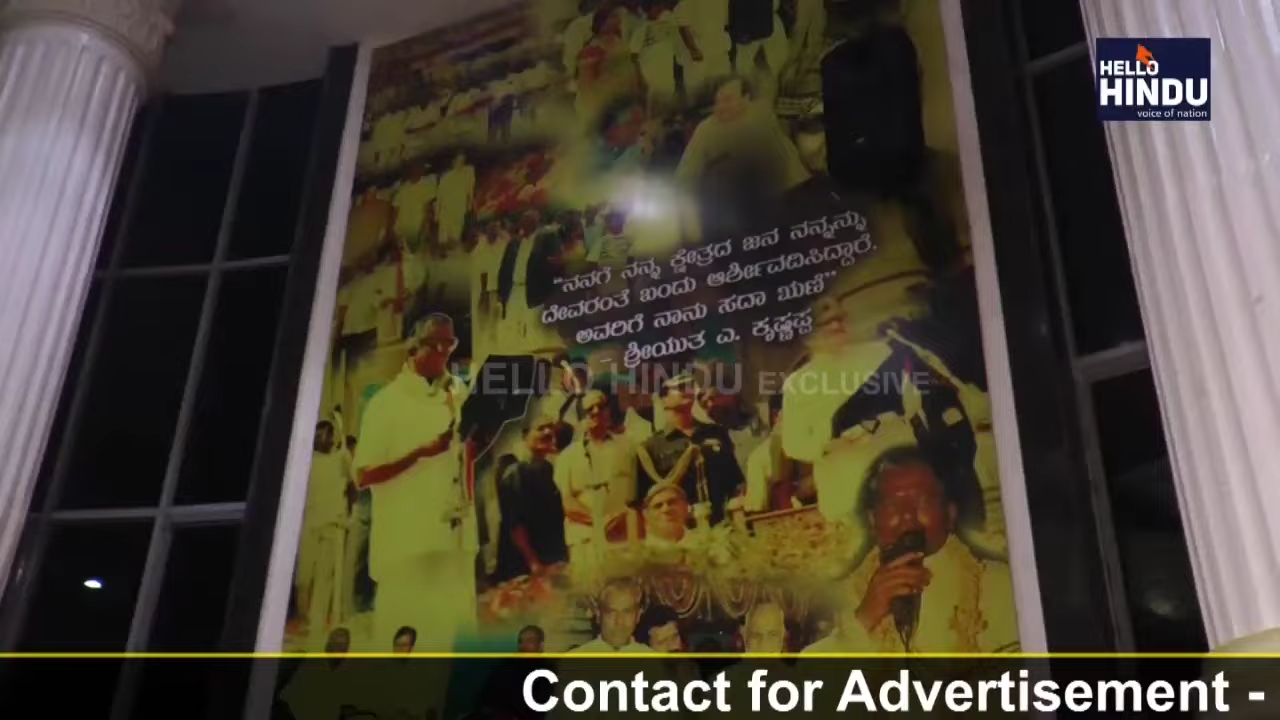 HELLO
HINDU
voice of nation
"ನನಗೆ ನನ್ನ ಕ್ಷೇತ್ರದ ಜನ ನನ್ನನ್ನು
ದೇವರಂತೆ ಬಂದು ಆರ್ಶೀವದಿಸಿದ್ದಾರೆ.
ಅವರಿಗೆ ನಾನು ಸದಾ ಋಣಿ"
- ಶ್ರೀಯುತ ಎ. ಕೃಷ್ಣಪ್ಪ
HELLO HINDU EXCLUSIVE
Contact for Advertisement -